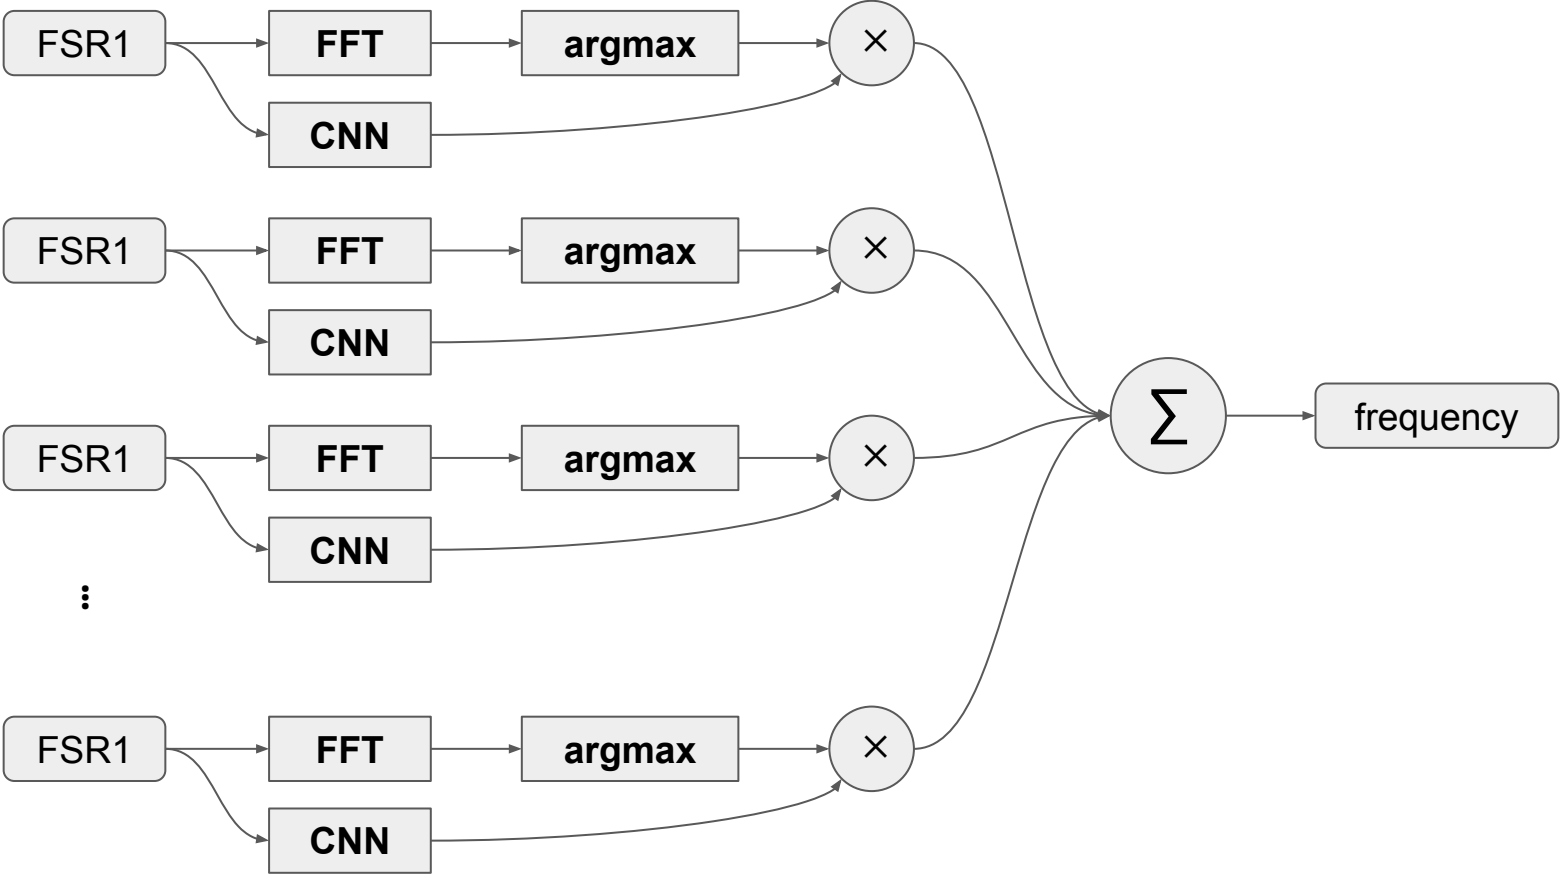 FSR1 FFT argmax ×
CNN
FSR1 FFT argmax ×
CNN
∑ frequency
FSR1 FFT argmax ×
CNN
⋮
FSR1 FFT argmax ×
CNN